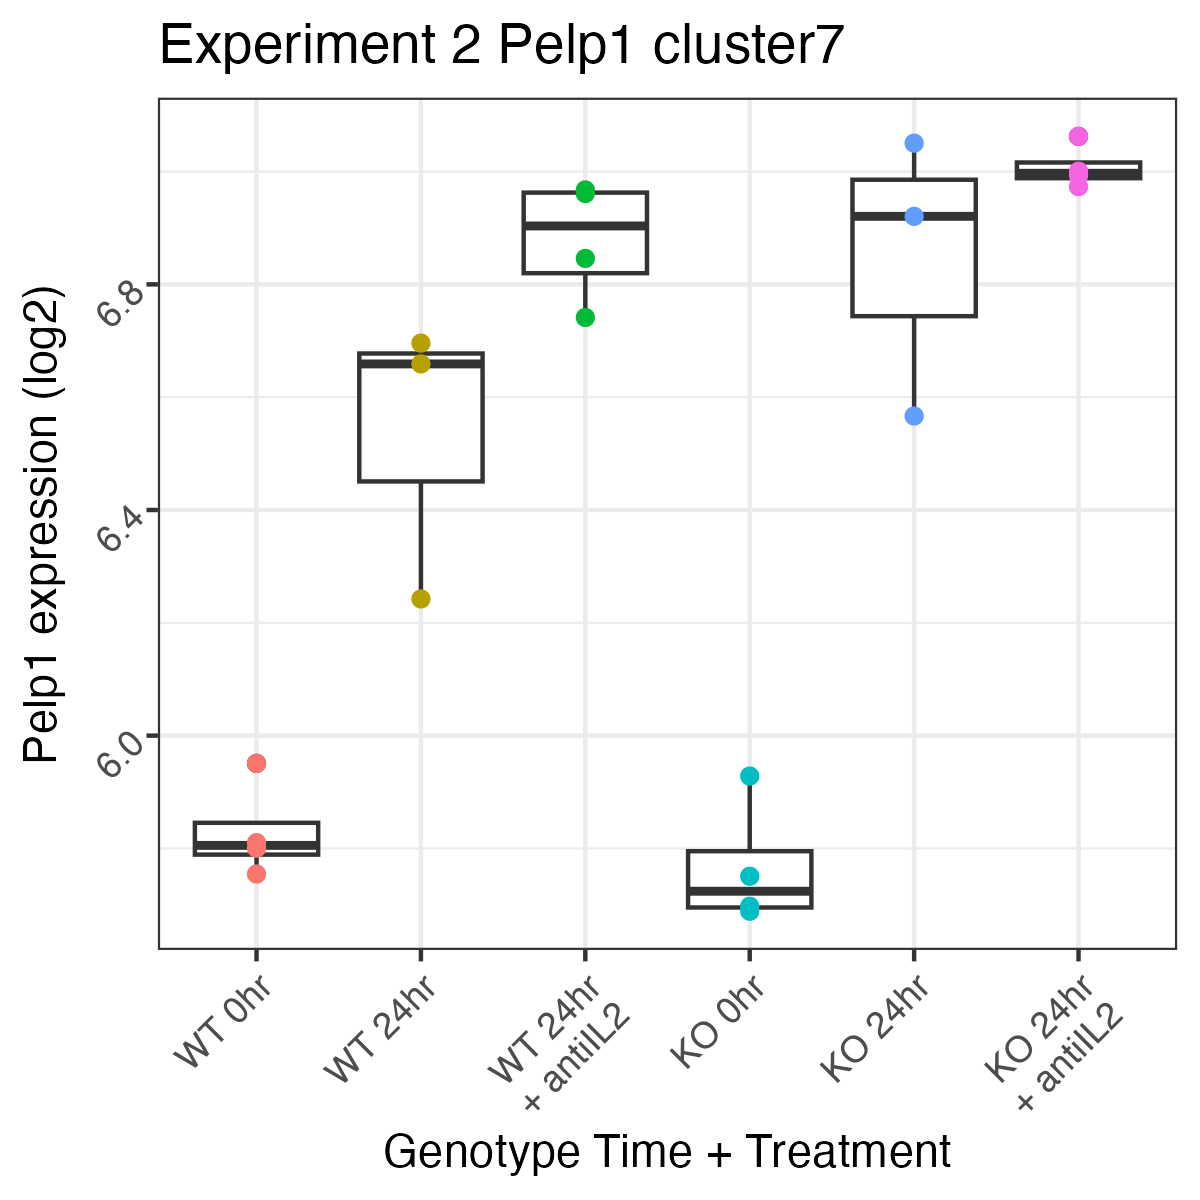 Experiment 2 Pelp1 cluster7
Pelp1 expression (log2)
6.8
6.4
6.0
WT 0hr
WT 24hr
WT 24hr
+ antiIL2
KO 0hr
KO 24hr
KO 24hr
+ antiIL2
Genotype Time + Treatment